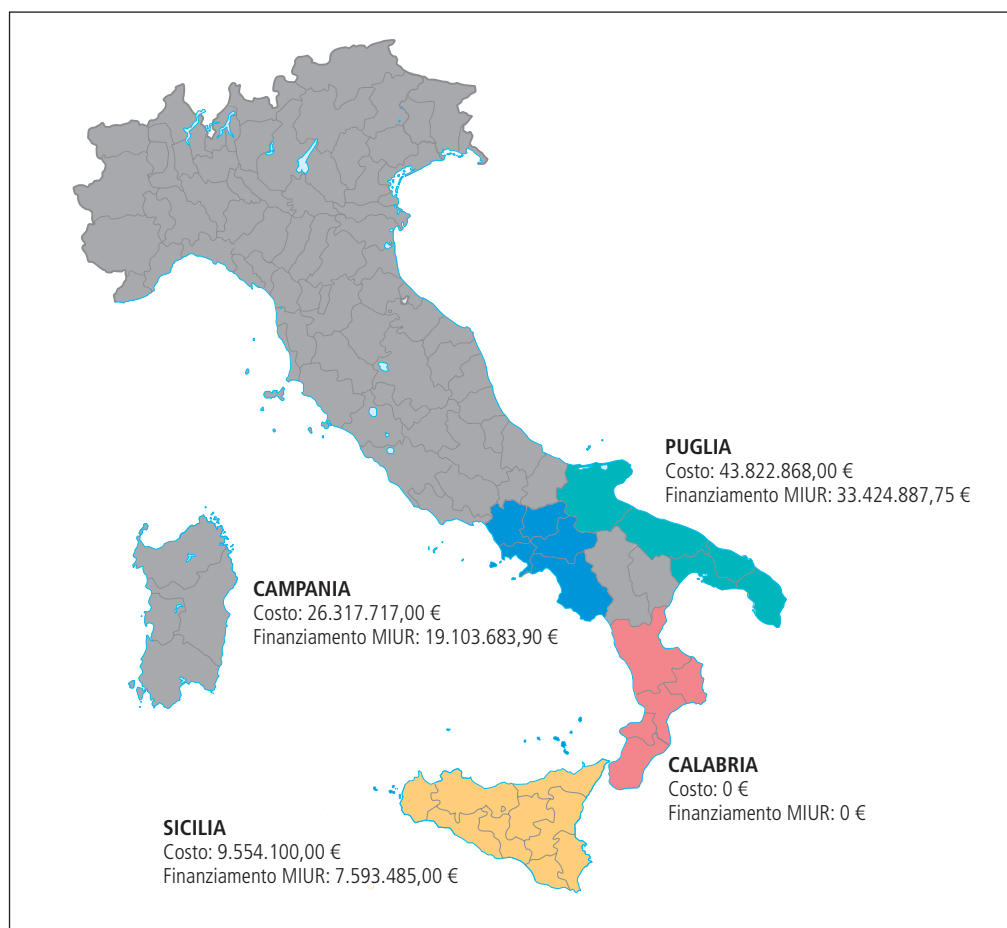 PUGLIA
Costo: 43.822.868,00 €
Finanziamento MIUR: 33.424.887,75 €
CAMPANIA
Costo: 26.317.717,00 €
Finanziamento MIUR: 19.103.683,90 €
CALABRIA
Costo: 0 €
Finanziamento MIUR: 0 €
SICILIA
Costo: 9.554.100,00 €
Finanziamento MIUR: 7.593.485,00 €